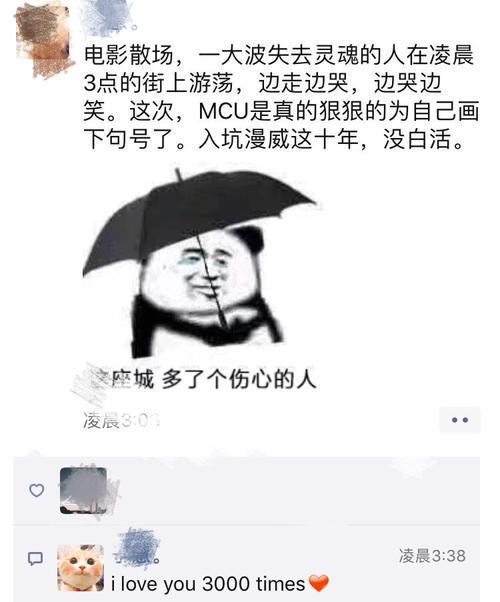 电影散场，一大波失去灵魂的人在凌晨
3点的街上游荡，边走边哭，边哭边
笑。这次，MCU是真的狠狠的为自己画
下句号了。入坑漫威这十年，没白活。
座城 多了个伤心的人
凌晨3:03
凌晨3:38
i love you 3000 times❤️